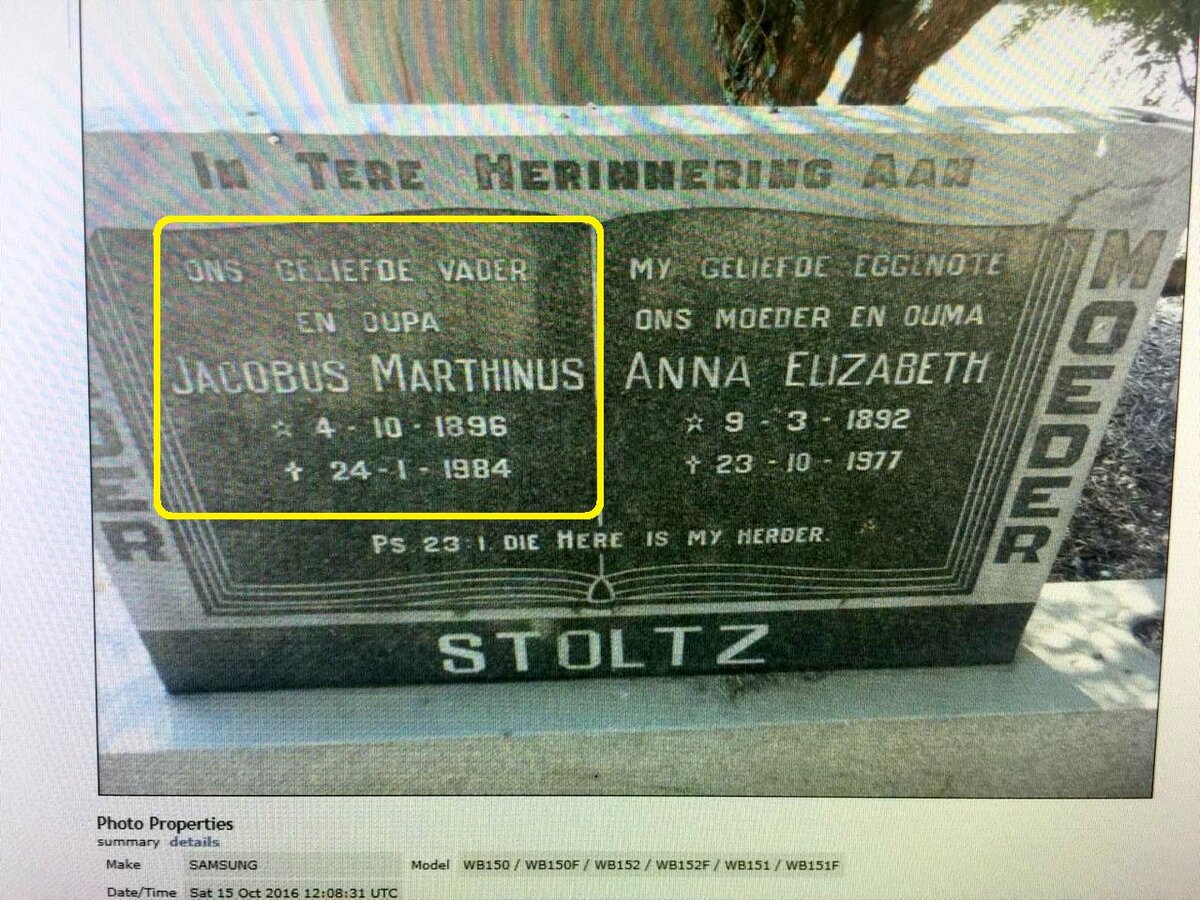 IN TERE HERINNERING AAN
ONS GELIEFDE VADER
EN OUPA
JACOBUS MARTHINUS
☆ 4 - 10 - 1896
✝ 24 - 1 - 1984
MY GELIEFDE EGGENOTE
ONS MOEDER EN OUMA
ANNA ELIZABETH
☆ 9 - 3 - 1892
✝ 23 - 10 - 1977
PS 23:1. DIE HERE IS MY HERDER.
STOLTZ
DER
MOEDER
Photo Properties
summary details
Make SAMSUNG Model WB150 / WB150F / WB152 / WB152F / WB151 / WB151F
Date/Time Sat 15 Oct 2016 12:08:31 UTC